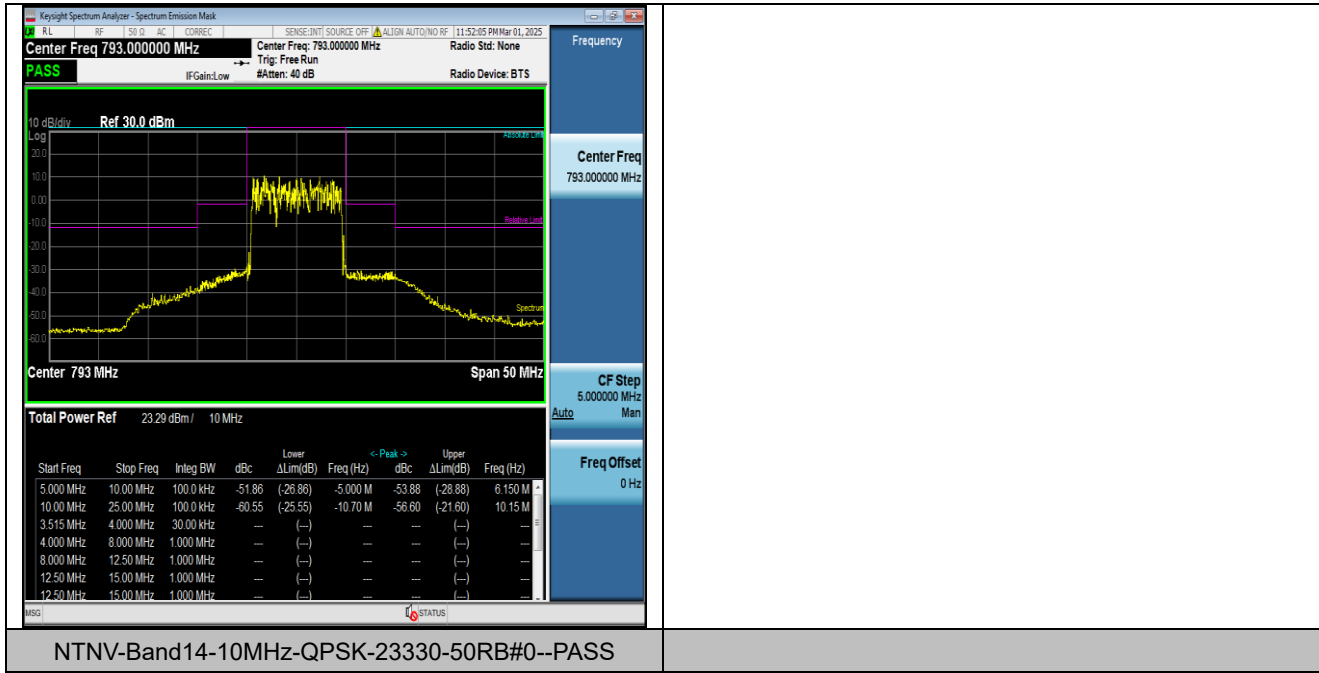 Keysight Spectrum Analyzer - Spectrum Emission Mask
RL RF 50 Ω AC CORREC SENSE:INT SOURCE OFF ALIGN AUTO/NO RF 11:52:05 PM Mar 01, 2025
Center Freq 793.000000 MHz Center Freq: 793.000000 MHz Radio Std: None
Trig: Free Run
PASS IFGain:Low #Atten: 40 dB Radio Device: BTS
Frequency
10 dB/div Ref 30.0 dBm
Log
Absolute Limit
20.0
10.0
0.00
-10.0
Relative Limit
-20.0
-30.0
-40.0
-50.0
Spectrum
-60.0
Center 793 MHz Span 50 MHz
Center Freq
793.000000 MHz
CF Step
5.000000 MHz
Auto Man
Freq Offset
0 Hz
Total Power Ref 23.29 dBm / 10 MHz
Lower <- Peak -> Upper
Start Freq Stop Freq Integ BW dBc ΔLim(dB) Freq (Hz) dBc ΔLim(dB) Freq (Hz)
5.000 MHz 10.00 MHz 100.0 kHz -51.86 (-26.86) -5.000 M -53.88 (-28.88) 6.150 M
10.00 MHz 25.00 MHz 100.0 kHz -60.55 (-25.55) -10.70 M -56.60 (-21.60) 10.15 M
3.515 MHz 4.000 MHz 30.00 kHz --- (---) --- --- (---) ---
4.000 MHz 8.000 MHz 1.000 MHz --- (---) --- --- (---) ---
8.000 MHz 12.50 MHz 1.000 MHz --- (---) --- --- (---) ---
12.50 MHz 15.00 MHz 1.000 MHz --- (---) --- --- (---) ---
12.50 MHz 15.00 MHz 1.000 MHz --- (---) --- --- (---) ---
MSG STATUS
NTNV-Band14-10MHz-QPSK-23330-50RB#0--PASS